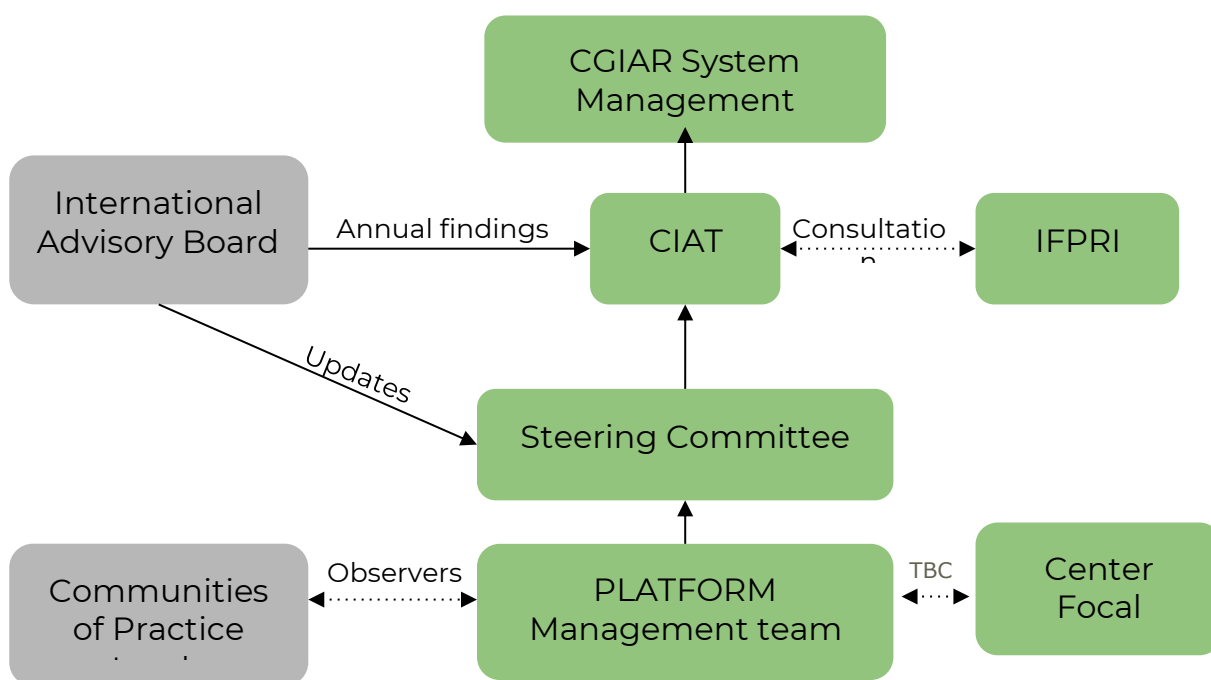 CGIAR System
Management
International
Advisory Board
Annual findings
CIAT
Consultatio
n
IFPRI
Updates
Steering Committee
Communities
of Practice
Observers
PLATFORM
Management team
TBC
Center
Focal